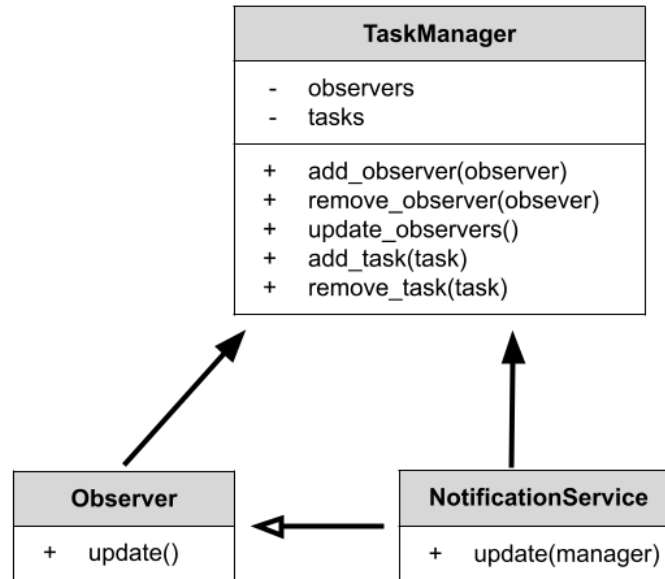 TaskManager
- observers
- tasks
+ add_observer(observer)
+ remove_observer(obsever)
+ update_observers()
+ add_task(task)
+ remove_task(task)
Observer
+ update()
NotificationService
+ update(manager)